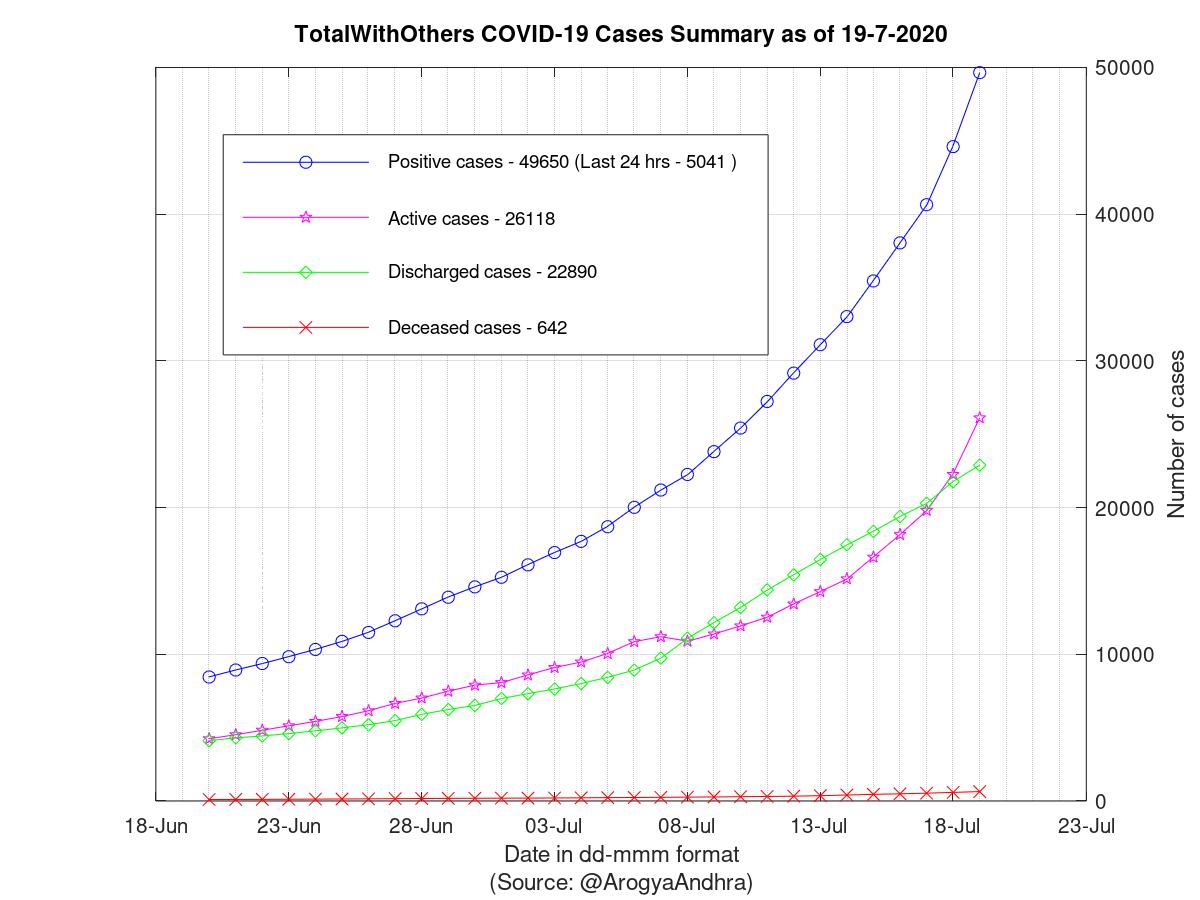 TotalWithOthers COVID-19 Cases Summary as of 19-7-2020
Positive cases - 49650 (Last 24 hrs - 5041 )
Active cases - 26118
Discharged cases - 22890
Deceased cases - 642
50000
40000
30000
20000
10000
0
Number of cases
18-Jun 23-Jun 28-Jun 03-Jul 08-Jul 13-Jul 18-Jul 23-Jul
Date in dd-mmm format
(Source: @ArogyaAndhra)